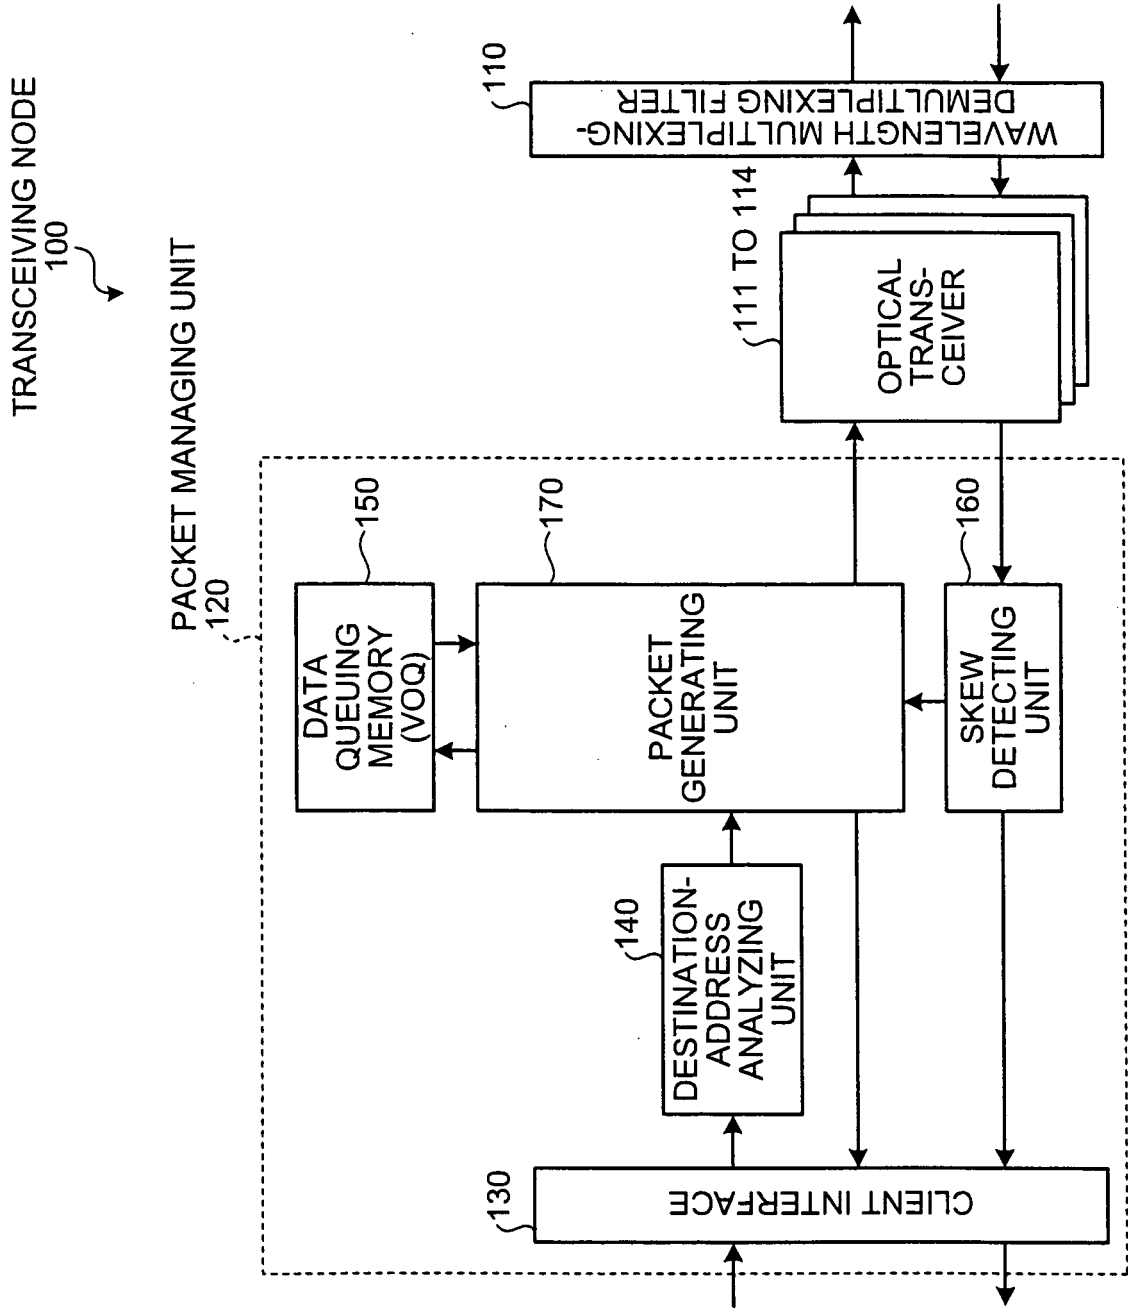 TRANSCEIVING NODE
100
PACKET MANAGING UNIT
120
130
CLIENT INTERFACE
140
DESTINATION-
ADDRESS
ANALYZING
UNIT
150
DATA
QUEUING
MEMORY
(VOQ)
170
PACKET
GENERATING
UNIT
160
SKEW
DETECTING
UNIT
111 TO 114
OPTICAL
TRANS-
CEIVER
110
WAVELENGTH MULTIPLEXING-
DEMULTIPLEXING FILTER